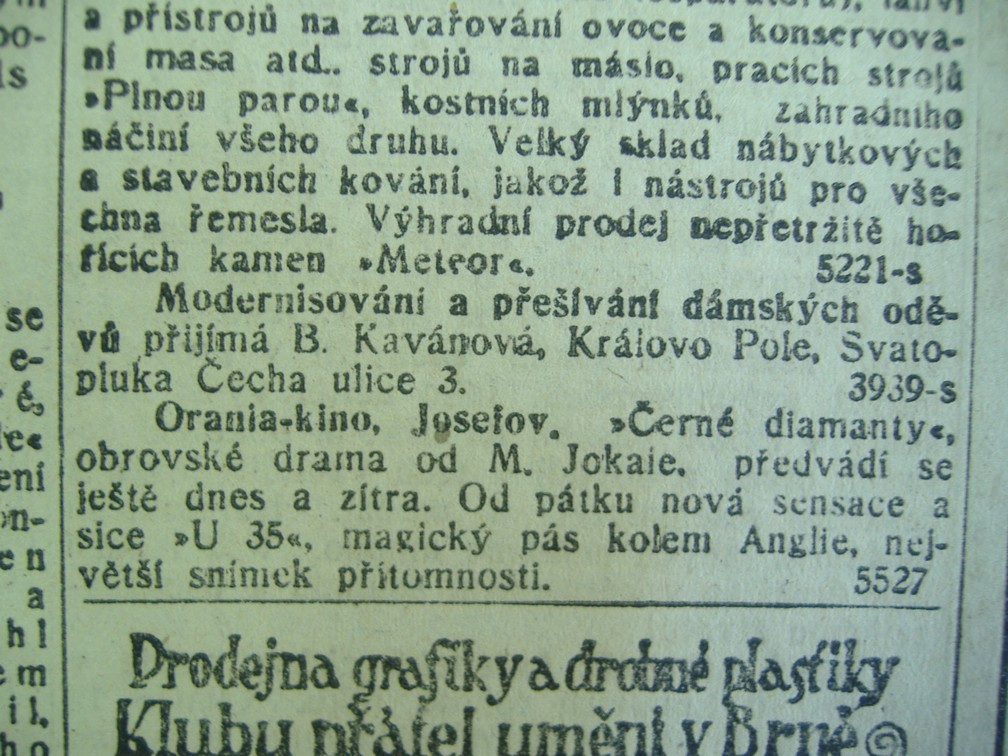 a přístrojů na zavařování ovoce a konservová-
ní masa atd.. strojů na máslo, pracích strojů
»Plnou parou«, kostních mlýnků, zahradního
náčiní všeho druhu. Velký sklad nábytkových
a stavebních kování, jakož i nástrojů pro vše-
chna řemesla. Výhradní prodej nepřetržitě ho-
řících kamen »Meteor«. 5221-s
Modernisování a přešívání dámských odě-
vů přijímá B. Kavánová, Královo Pole, Svato-
pluka Čecha ulice 3. 3939-s
Orania-kino, Josefov. »Černé diamanty«,
obrovské drama od M. Jokaie, předvádí se
ještě dnes a zítra. Od pátku nová sensace a
sice »U 35«, magický pás kolem Anglie, nej-
větší snímek přítomnosti. 5527
Prodejna grafiky a drobné plastiky
Klubu přátel umění v Brně